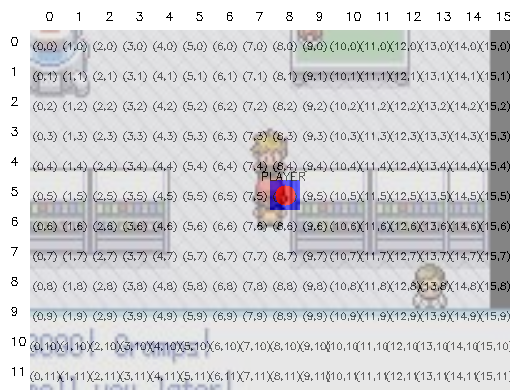 0 1 2 3 4 5 6 7 8 9 10 11 12 13 14 15
0 (0,0) (1,0) (2,0) (3,0) (4,0) (5,0) (6,0) (7,0) (8,0) (9,0) (10,0) (11,0) (12,0) (13,0) (14,0) (15,0)
1 (0,1) (1,1) (2,1) (3,1) (4,1) (5,1) (6,1) (7,1) (8,1) (9,1) (10,1) (11,1) (12,1) (13,1) (14,1) (15,1)
2 (0,2) (1,2) (2,2) (3,2) (4,2) (5,2) (6,2) (7,2) (8,2) (9,2) (10,2) (11,2) (12,2) (13,2) (14,2) (15,2)
3 (0,3) (1,3) (2,3) (3,3) (4,3) (5,3) (6,3) (7,3) (8,3) (9,3) (10,3) (11,3) (12,3) (13,3) (14,3) (15,3)
4 (0,4) (1,4) (2,4) (3,4) (4,4) (5,4) (6,4) (7,4) (8,4) (9,4) (10,4) (11,4) (12,4) (13,4) (14,4) (15,4)
PLAYER
5 (0,5) (1,5) (2,5) (3,5) (4,5) (5,5) (6,5) (7,5) (9,5) (10,5) (11,5) (12,5) (13,5) (14,5) (15,5)
6 (0,6) (1,6) (2,6) (3,6) (4,6) (5,6) (6,6) (7,6) (8,6) (9,6) (10,6) (11,6) (12,6) (13,6) (14,6) (15,6)
7 (0,7) (1,7) (2,7) (3,7) (4,7) (5,7) (6,7) (7,7) (8,7) (9,7) (10,7) (11,7) (12,7) (13,7) (14,7) (15,7)
8 (0,8) (1,8) (2,8) (3,8) (4,8) (5,8) (6,8) (7,8) (8,8) (9,8) (10,8) (11,8) (12,8) (13,8) (14,8) (15,8)
9 (0,9) (1,9) (2,9) (3,9) (4,9) (5,9) (6,9) (7,9) (8,9) (9,9) (10,9) (11,9) (12,9) (13,9) (14,9) (15,9)
Gramps!
10 (0,10) (1,10) (2,10) (3,10) (4,10) (5,10) (6,10) (7,10) (8,10) (9,10) (10,10) (11,10) (12,10) (13,10) (14,10) (15,10)
you later!
11 (0,11) (1,11) (2,11) (3,11) (4,11) (5,11) (6,11) (7,11) (8,11) (9,11) (10,11) (11,11) (12,11) (13,11) (14,11) (15,11)